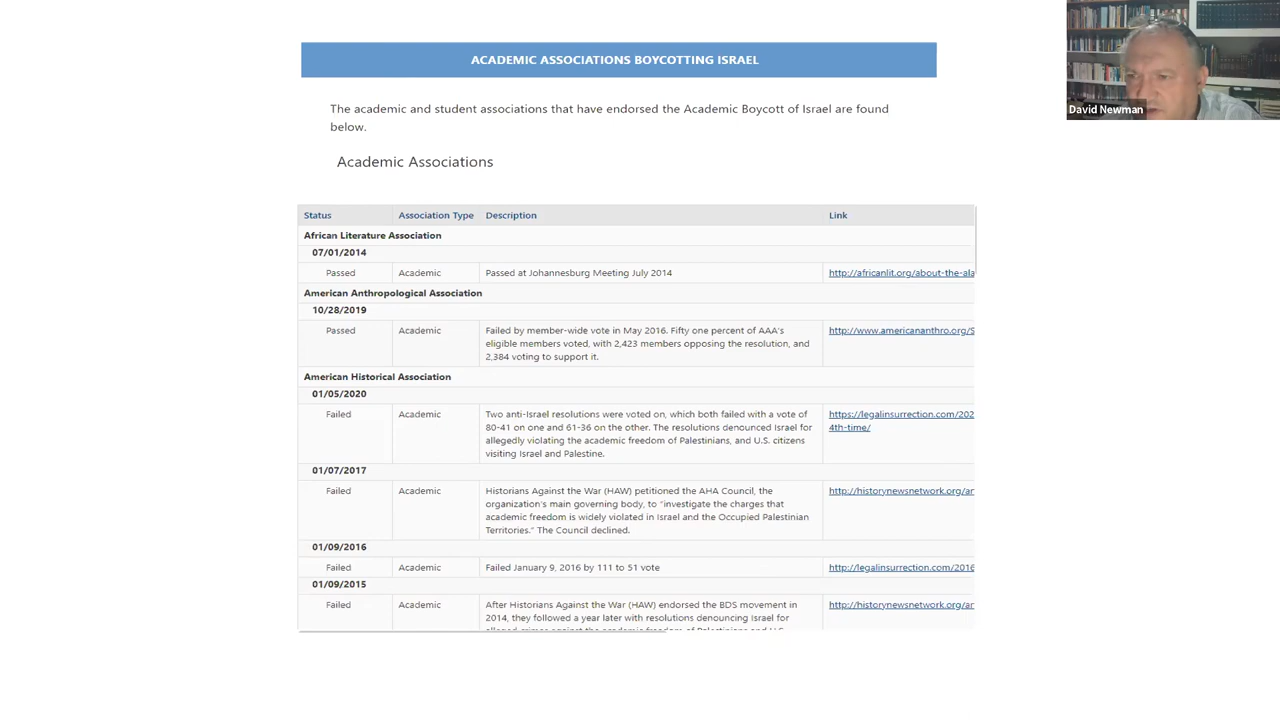 ACADEMIC ASSOCIATIONS BOYCOTTING ISRAEL
David Newman
The academic and student associations that have endorsed the Academic Boycott of Israel are found
below.
Academic Associations
Status Association Type Description Link
African Literature Association
07/01/2014
Passed Academic Passed at Johannesburg Meeting July 2014 http://africanlit.org/about-the-ala
American Anthropological Association
10/28/2019
Passed Academic Failed by member-wide vote in May 2016. Fifty one percent of AAA's http://www.americananthro.org/S
eligible members voted, with 2,423 members opposing the resolution, and
2,384 voting to support it.
American Historical Association
01/05/2020
Failed Academic Two anti-Israel resolutions were voted on, which both failed with a vote of https://legalinsurrection.com/202
80-41 on one and 61-36 on the other. The resolutions denounced Israel for 4th-time/
allegedly violating the academic freedom of Palestinians, and U.S. citizens
visiting Israel and Palestine.
01/07/2017
Failed Academic Historians Against the War (HAW) petitioned the AHA Council, the http://historynewsnetwork.org/ar
organization's main governing body, to "investigate the charges that
academic freedom is widely violated in Israel and the Occupied Palestinian
Territories." The Council declined.
01/09/2016
Failed Academic Failed January 9, 2016 by 111 to 51 vote http://legalinsurrection.com/2016
01/09/2015
Failed Academic After Historians Against the War (HAW) endorsed the BDS movement in http://historynewsnetwork.org/ar
2014, they followed a year later with resolutions denouncing Israel for